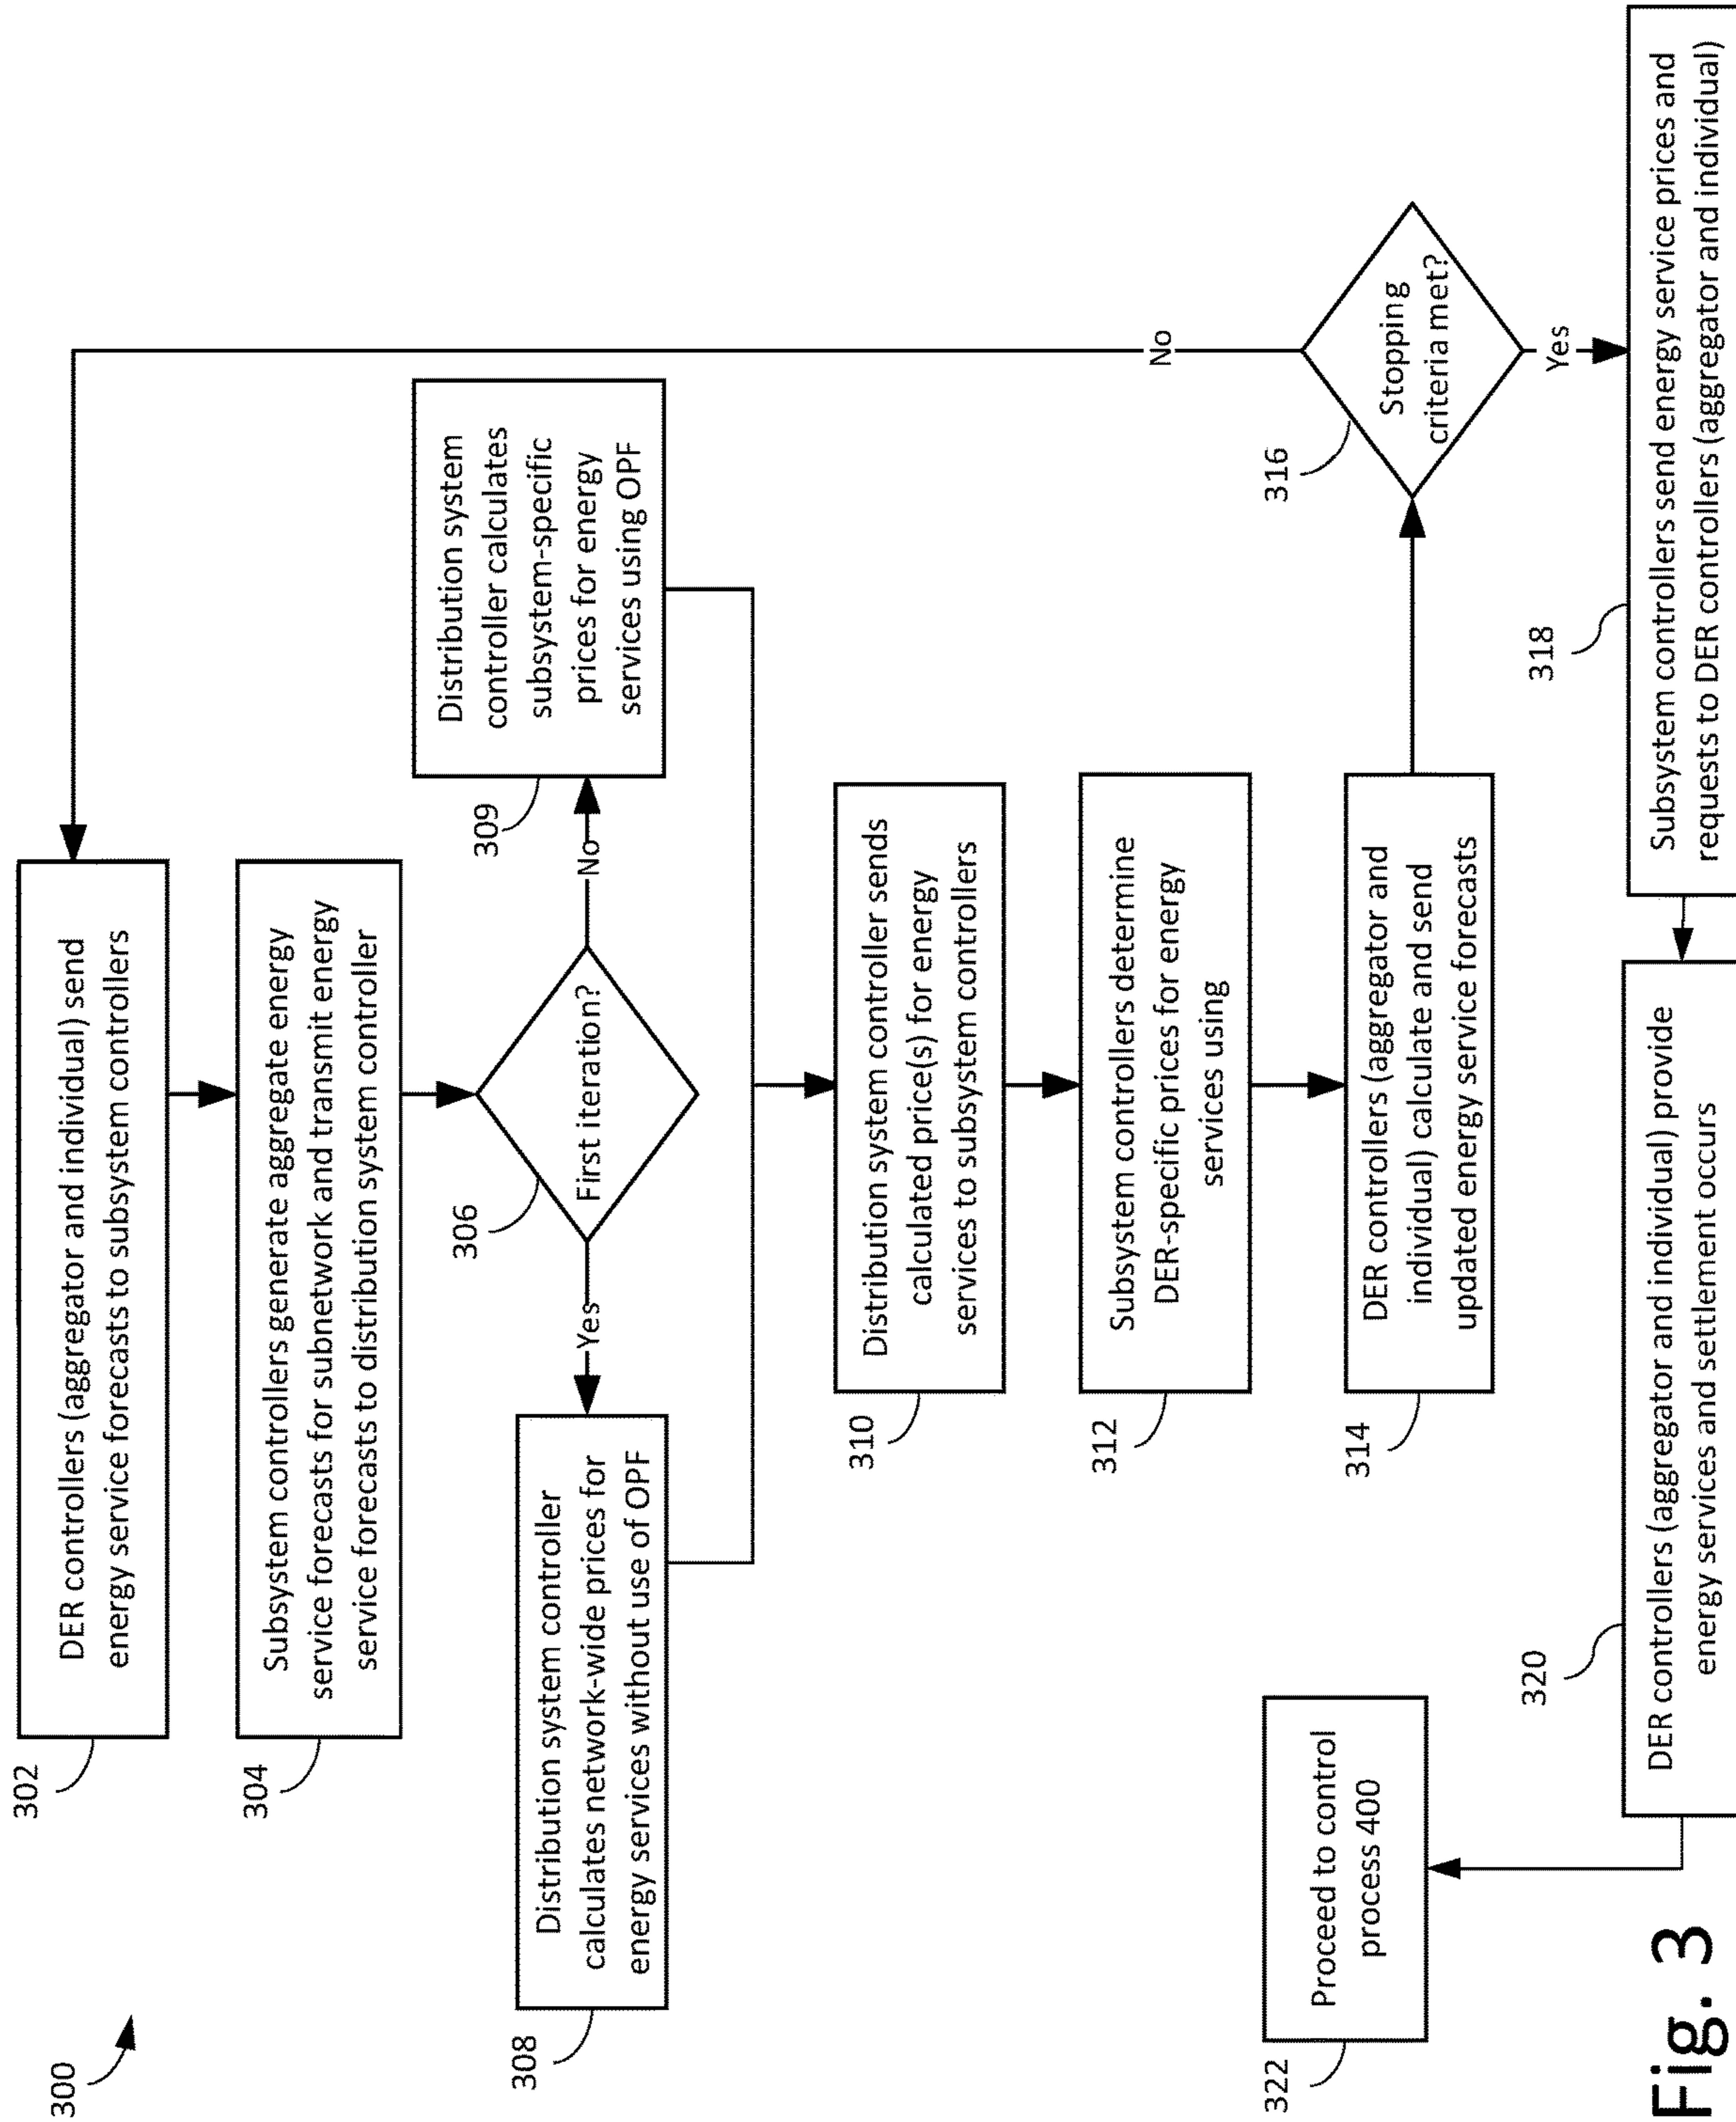 300
302
DER controllers (aggregator and individual) send
energy service forecasts to subsystem controllers
304
Subsystem controllers generate aggregate energy
service forecasts for subnetwork and transmit energy
service forecasts to distribution system controller
306
First iteration?
Yes
No
308
Distribution system controller
calculates network-wide prices for
energy services without use of OPF
309
Distribution system
controller calculates
subsystem-specific
prices for energy
services using OPF
310
Distribution system controller sends
calculated price(s) for energy
services to subsystem controllers
312
Subsystem controllers determine
DER-specific prices for energy
services using
314
DER controllers (aggregator and
individual) calculate and send
updated energy service forecasts
316
Stopping
criteria met?
No
Yes
318
Subsystem controllers send energy service prices and
requests to DER controllers (aggregator and individual)
320
DER controllers (aggregator and individual) provide
energy services and settlement occurs
322
Proceed to control
process 400
Fig. 3